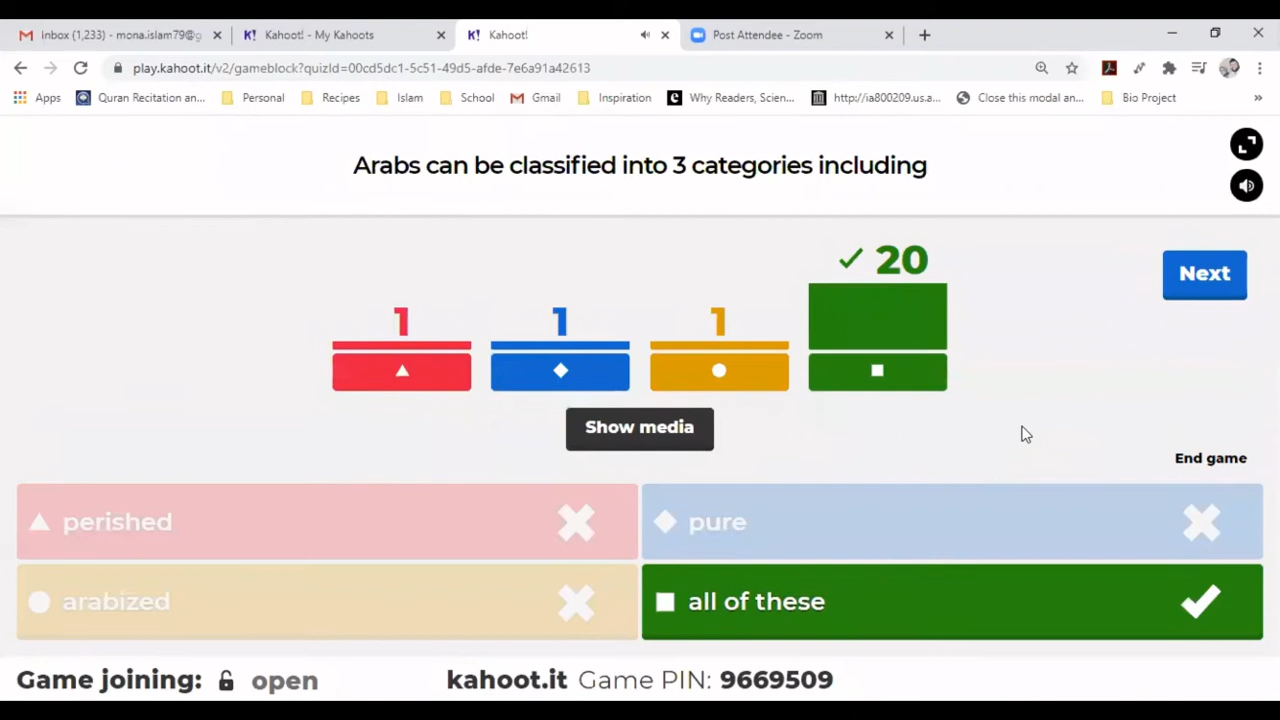 Inbox (1,233) - mona.islam79@g
Kahoot! - My Kahoots
Kahoot!
Post Attendee - Zoom
play.kahoot.it/v2/gameblock?quizId=00cd5dc1-5c51-49d5-afde-7e6a91a42613
Apps
Quran Recitation an...
Personal
Recipes
Islam
School
Gmail
Inspiration
Why Readers, Scien...
http://ia800209.us.a...
Close this modal an...
Bio Project
Arabs can be classified into 3 categories including
1
1
1
20
Next
Show media
End game
perished
pure
arabized
all of these
Game joining: open
kahoot.it Game PIN: 9669509